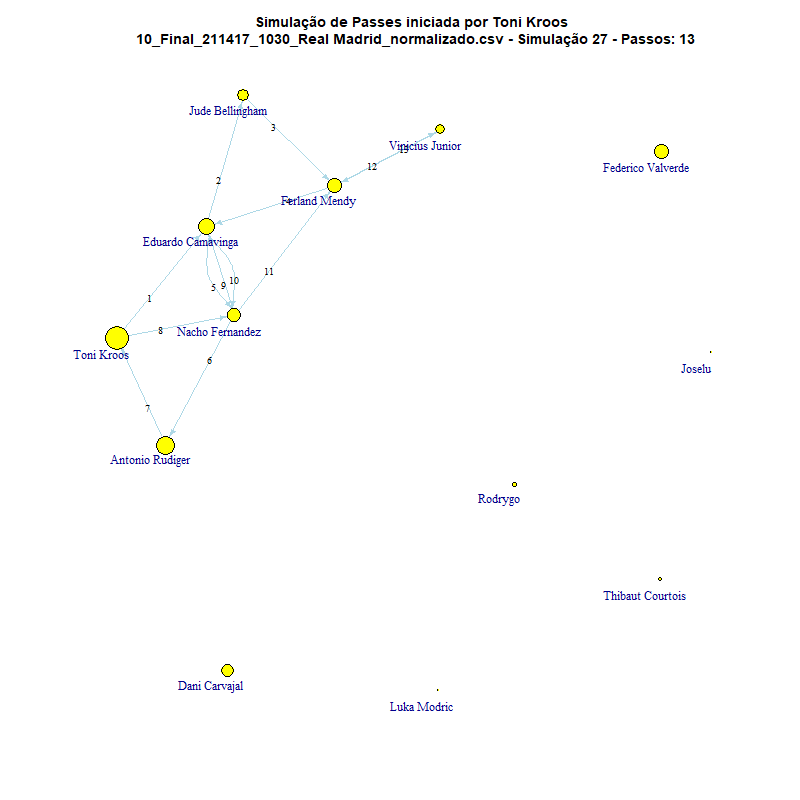 Simulação de Passes iniciada por Toni Kroos
10_Final_211417_1030_Real Madrid_normalizado.csv - Simulação 27 - Passos: 13
Jude Bellingham
3
Vinicius Junior
13
12
Federico Valverde
2
Ferland Mendy
4
Eduardo Camavinga
11
10
9
5
1
8
Nacho Fernandez
Toni Kroos
6
Joselu
7
Antonio Rudiger
Rodrygo
Thibaut Courtois
Dani Carvajal
Luka Modric